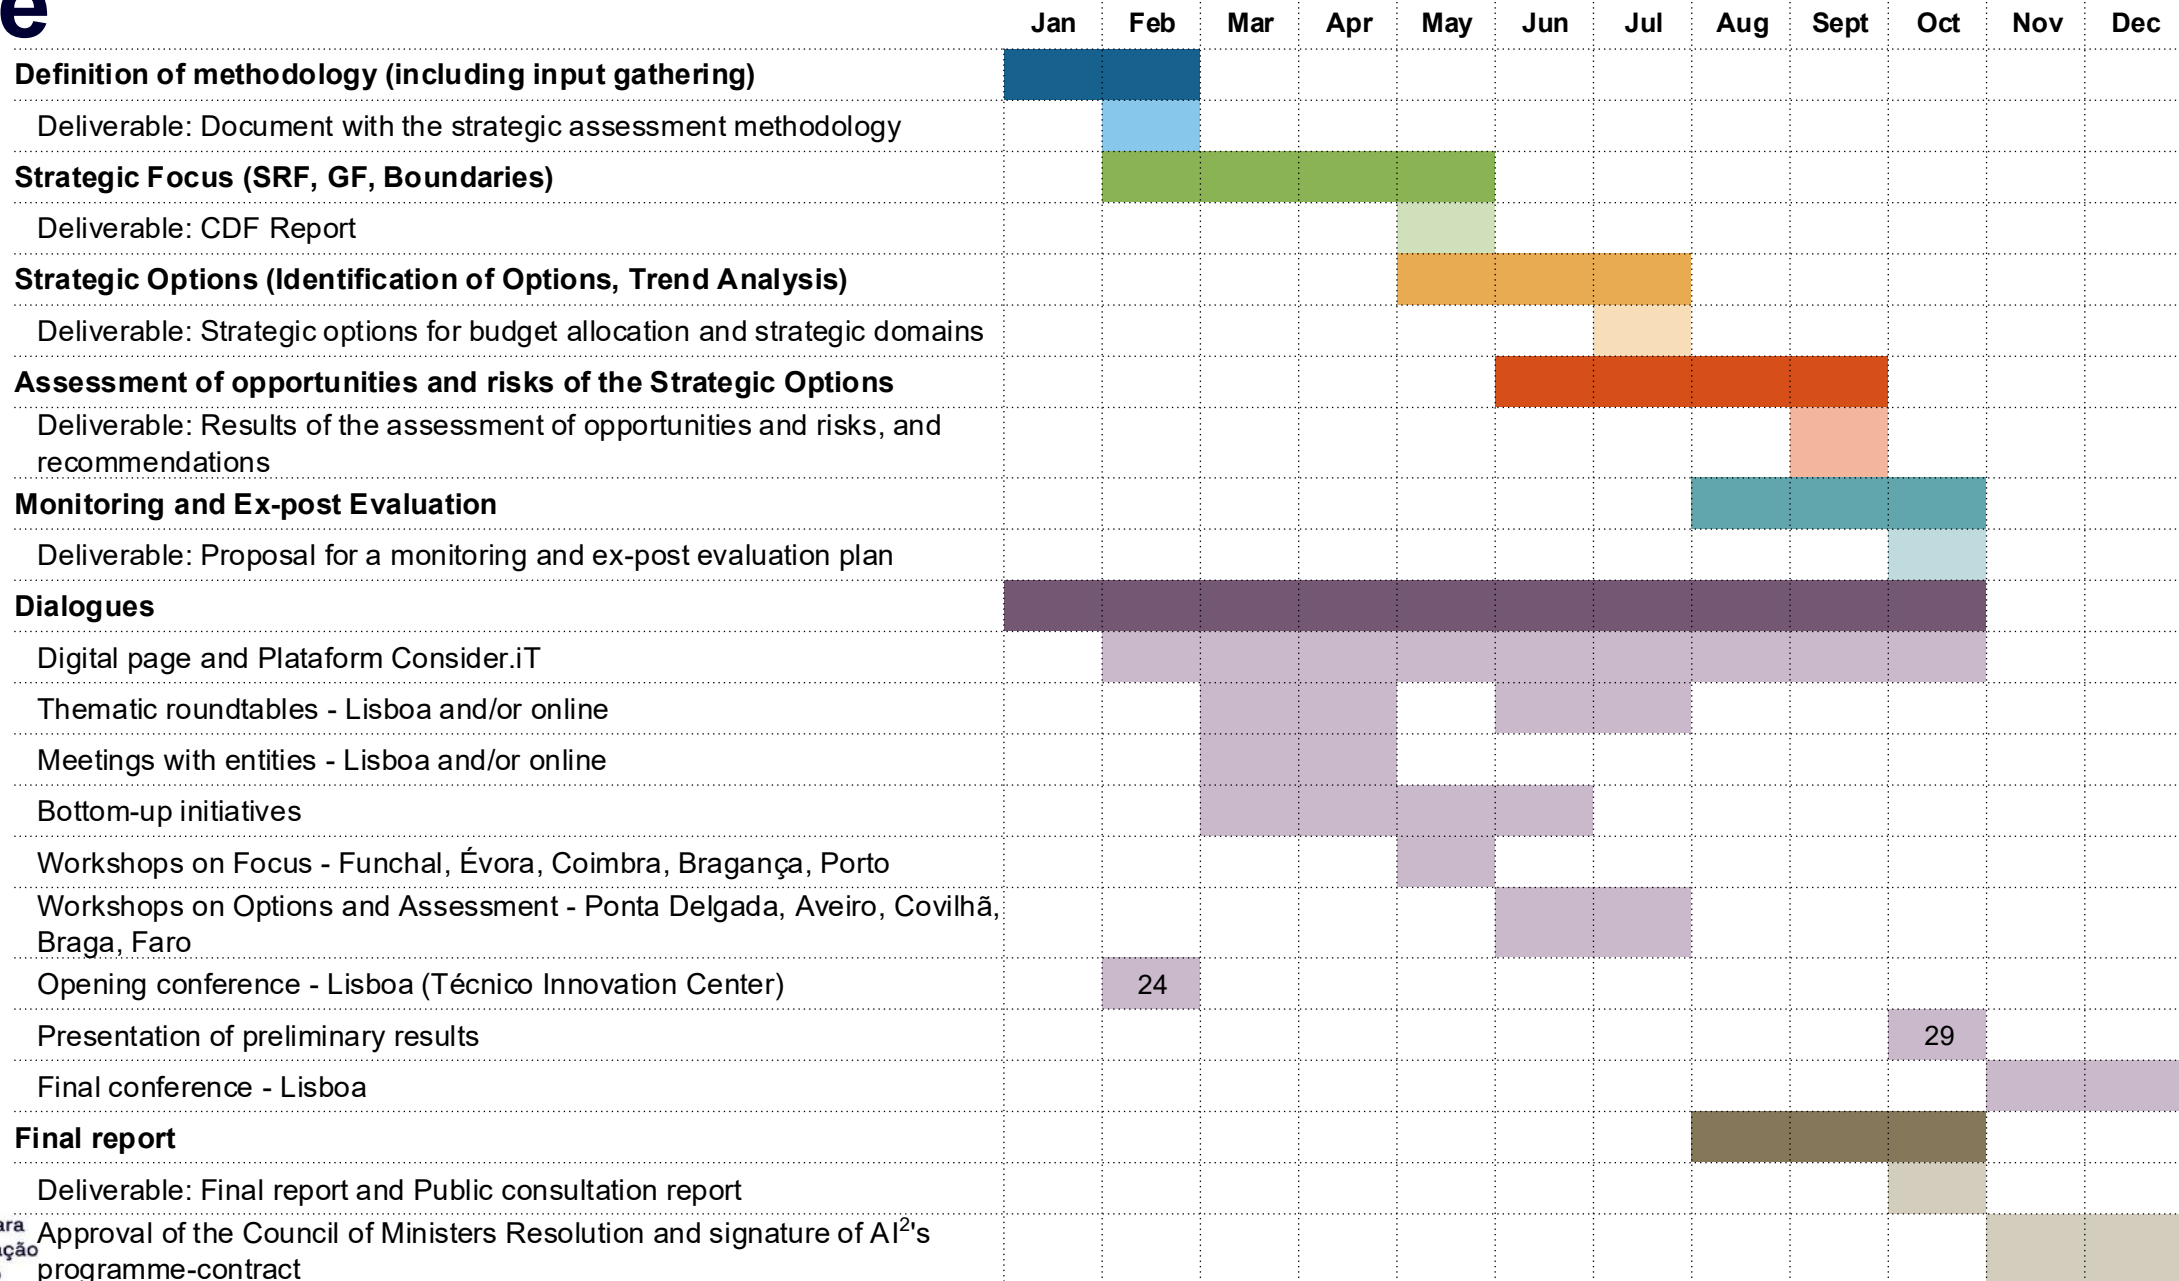 e
Jan Feb Mar Apr May Jun Jul Aug Sept Oct Nov Dec
Definition of methodology (including input gathering)
Deliverable: Document with the strategic assessment methodology
Strategic Focus (SRF, GF, Boundaries)
Deliverable: CDF Report
Strategic Options (Identification of Options, Trend Analysis)
Deliverable: Strategic options for budget allocation and strategic domains
Assessment of opportunities and risks of the Strategic Options
Deliverable: Results of the assessment of opportunities and risks, and
recommendations
Monitoring and Ex-post Evaluation
Deliverable: Proposal for a monitoring and ex-post evaluation plan
Dialogues
Digital page and Plataform Consider.iT
Thematic roundtables - Lisboa and/or online
Meetings with entities - Lisboa and/or online
Bottom-up initiatives
Workshops on Focus - Funchal, Évora, Coimbra, Bragança, Porto
Workshops on Options and Assessment - Ponta Delgada, Aveiro, Covilhã,
Braga, Faro
Opening conference - Lisboa (Técnico Innovation Center) 24
Presentation of preliminary results 29
Final conference - Lisboa
Final report
Deliverable: Final report and Public consultation report
Approval of the Council of Ministers Resolution and signature of AI²'s
programme-contract